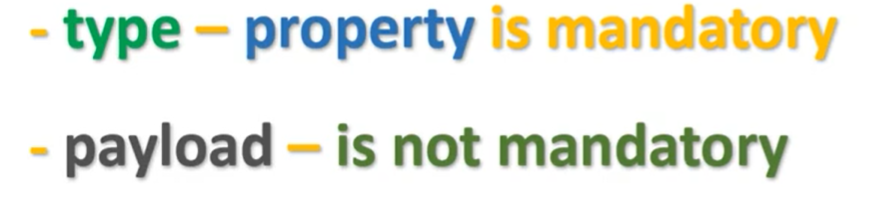 - type – property is mandatory
- payload – is not mandatory